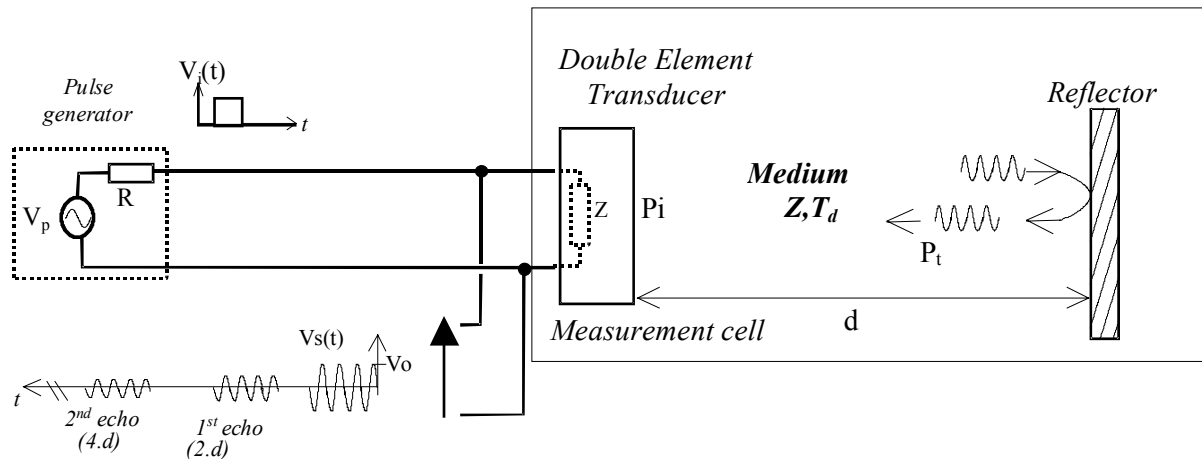 Pulse
generator
V_i(t)
t
R
V_p
Double Element
Transducer
Z
Pi
Medium
Z,T_d
Reflector
P_t
d
Measurement cell
Vs(t)
Vo
t
2nd echo
(4.d)
1st echo
(2.d)